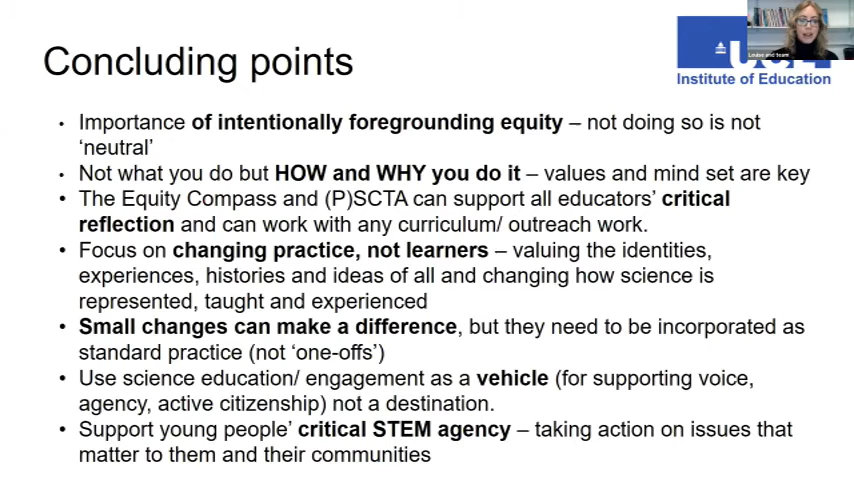 Concluding points
Louise and team
Institute of Education
• Importance of intentionally foregrounding equity – not doing so is not
‘neutral’
• Not what you do but HOW and WHY you do it – values and mind set are key
• The Equity Compass and (P)SCTA can support all educators’ critical
reflection and can work with any curriculum/ outreach work.
• Focus on changing practice, not learners – valuing the identities,
experiences, histories and ideas of all and changing how science is
represented, taught and experienced
• Small changes can make a difference, but they need to be incorporated as
standard practice (not ‘one-offs’)
• Use science education/ engagement as a vehicle (for supporting voice,
agency, active citizenship) not a destination.
• Support young people’ critical STEM agency – taking action on issues that
matter to them and their communities